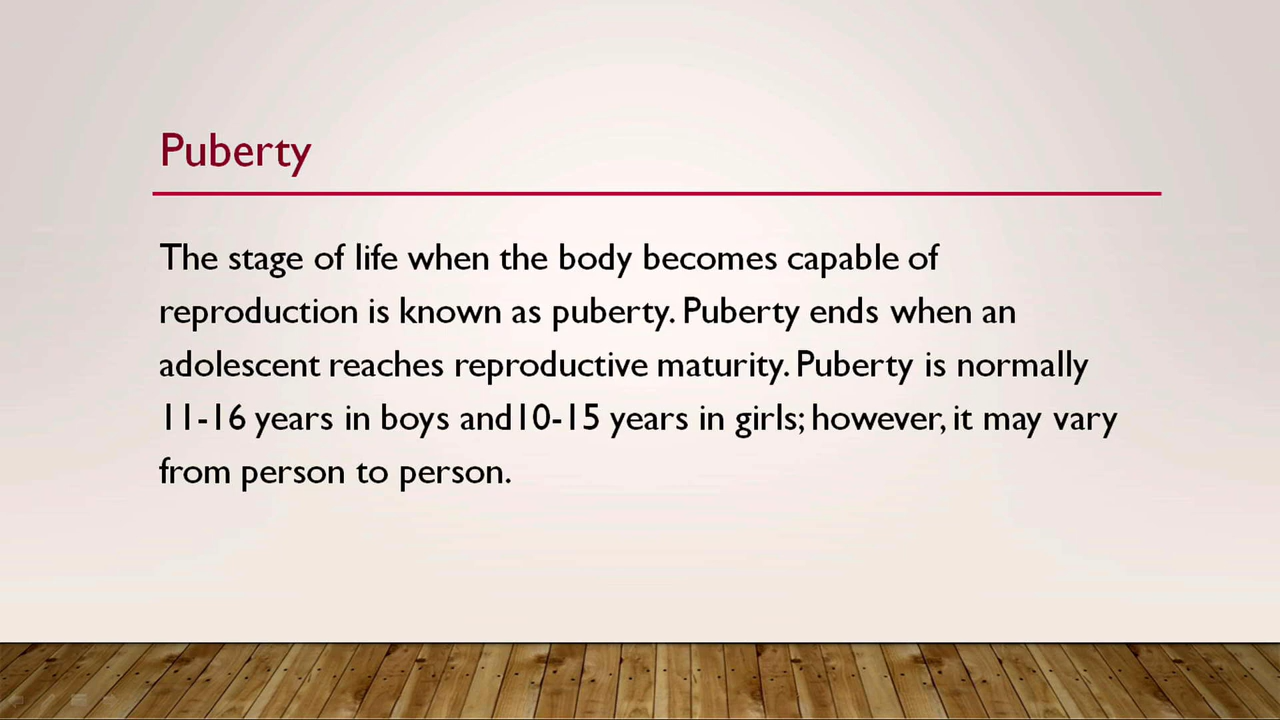 Puberty
The stage of life when the body becomes capable of
reproduction is known as puberty. Puberty ends when an
adolescent reaches reproductive maturity. Puberty is normally
11-16 years in boys and10-15 years in girls; however, it may vary
from person to person.